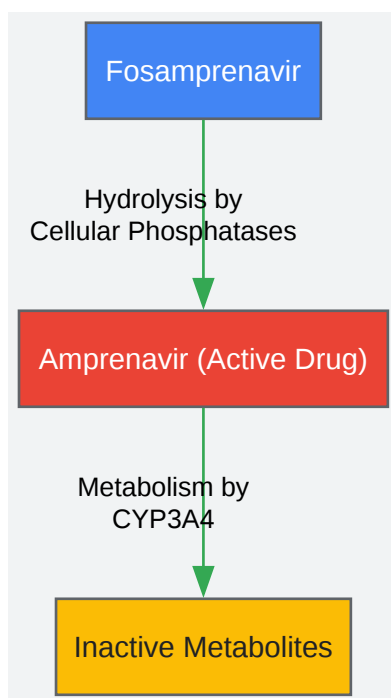 Fosamprenavir
Hydrolysis by
Cellular Phosphatases
Amprenavir (Active Drug)
Metabolism by
CYP3A4
Inactive Metabolites